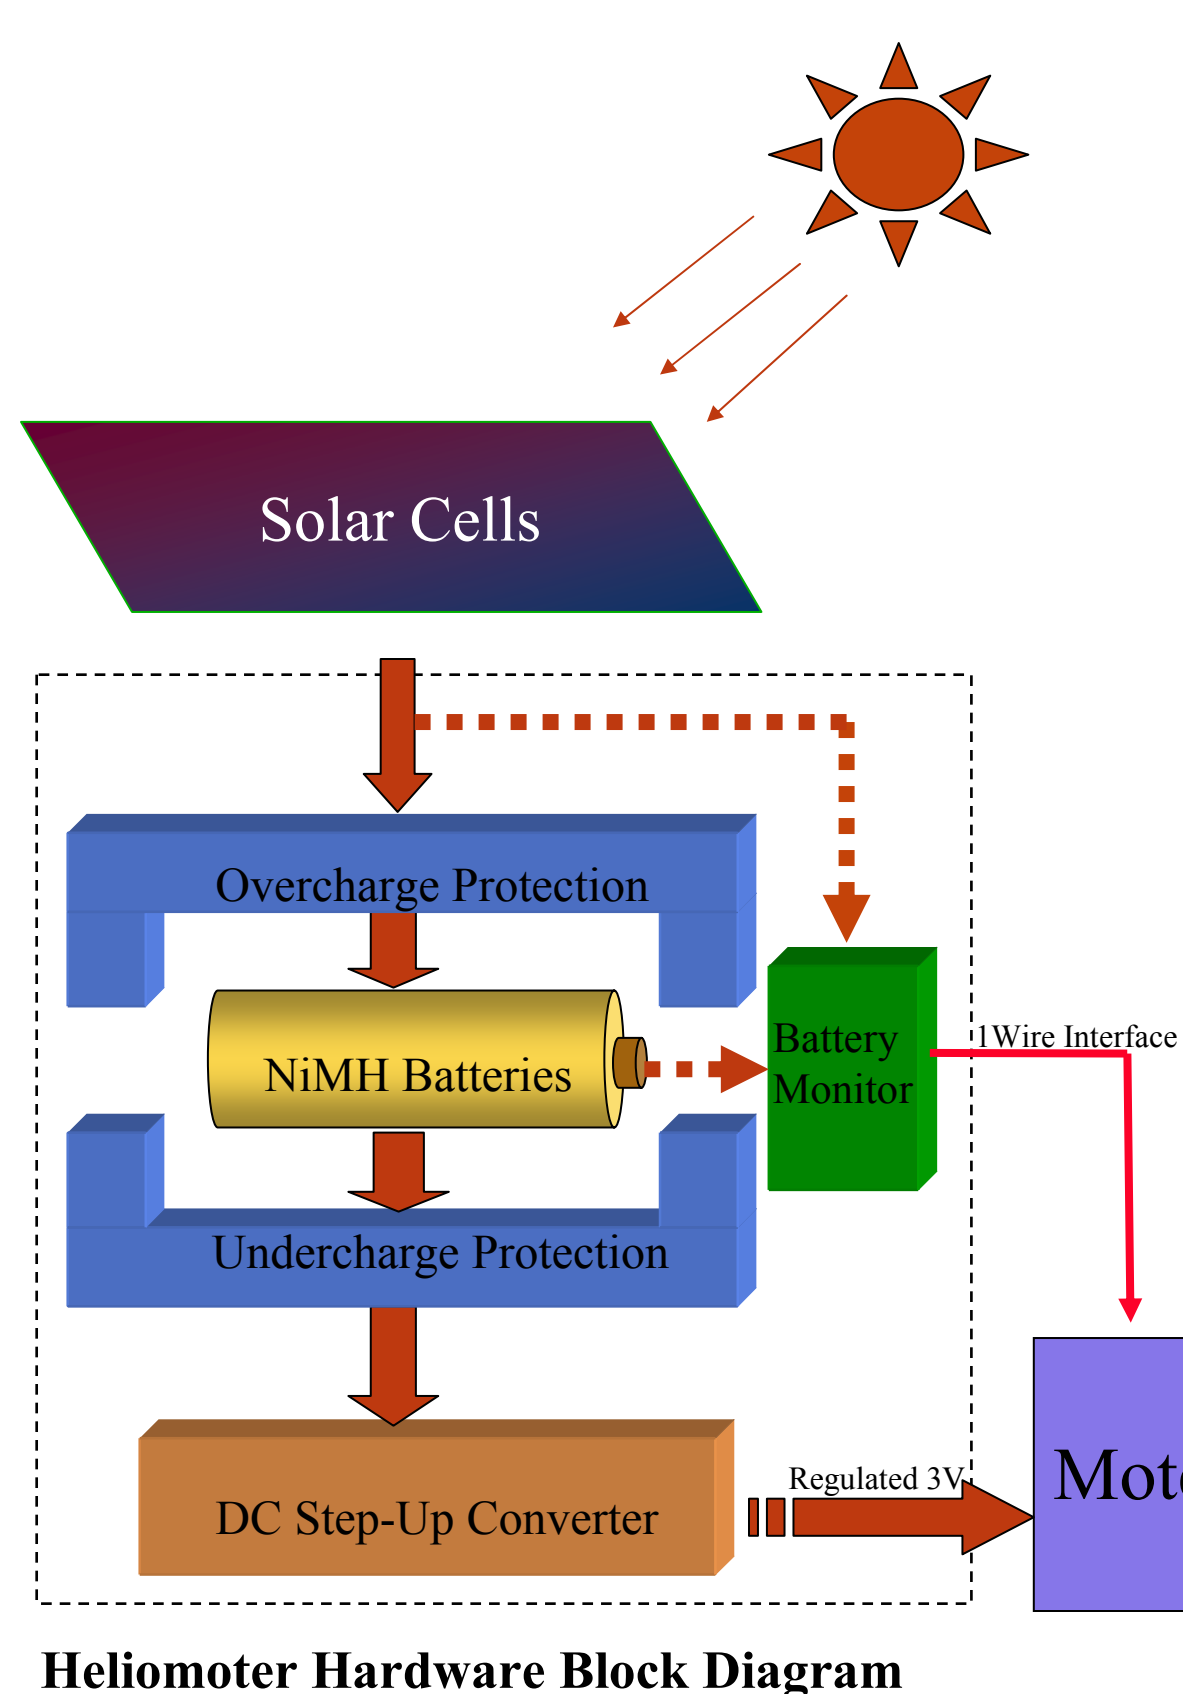 Solar Cells
Overcharge Protection
NiMH Batteries
Battery
Monitor
1Wire Interface
Undercharge Protection
DC Step-Up Converter
Regulated 3V
Heliomoter Hardware Block Diagram